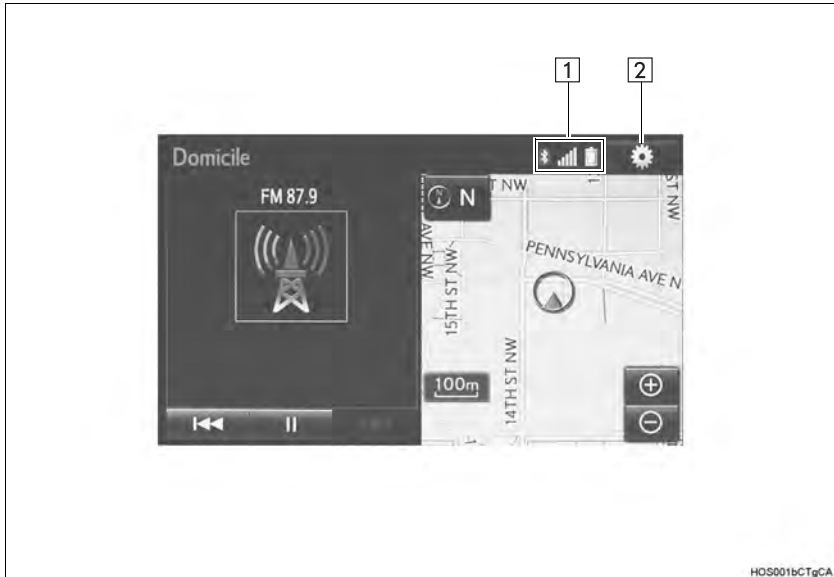 1
2
Domicile
FM 87.9
N
T NW
ST NW
AVE NW
15TH ST NW
PENNSYLVANIA AVE N
14TH ST NW
100m
HOS001bCTgCA